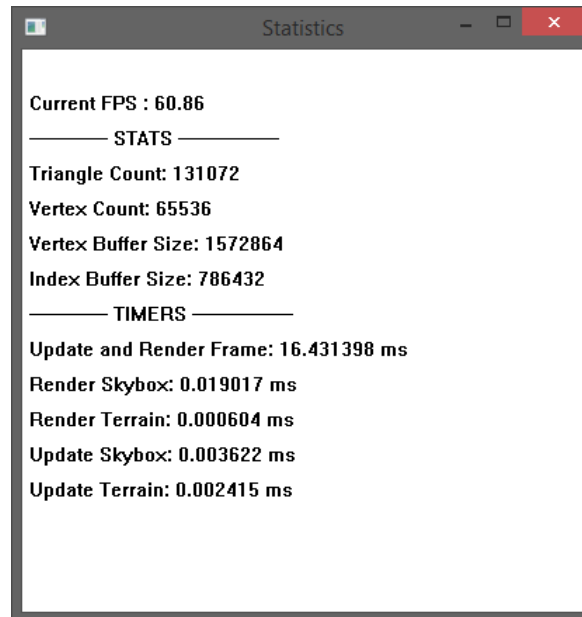 Statistics
Current FPS : 60.86
———— STATS —————
Triangle Count: 131072
Vertex Count: 65536
Vertex Buffer Size: 1572864
Index Buffer Size: 786432
———— TIMERS —————
Update and Render Frame: 16.431398 ms
Render Skybox: 0.019017 ms
Render Terrain: 0.000604 ms
Update Skybox: 0.003622 ms
Update Terrain: 0.002415 ms